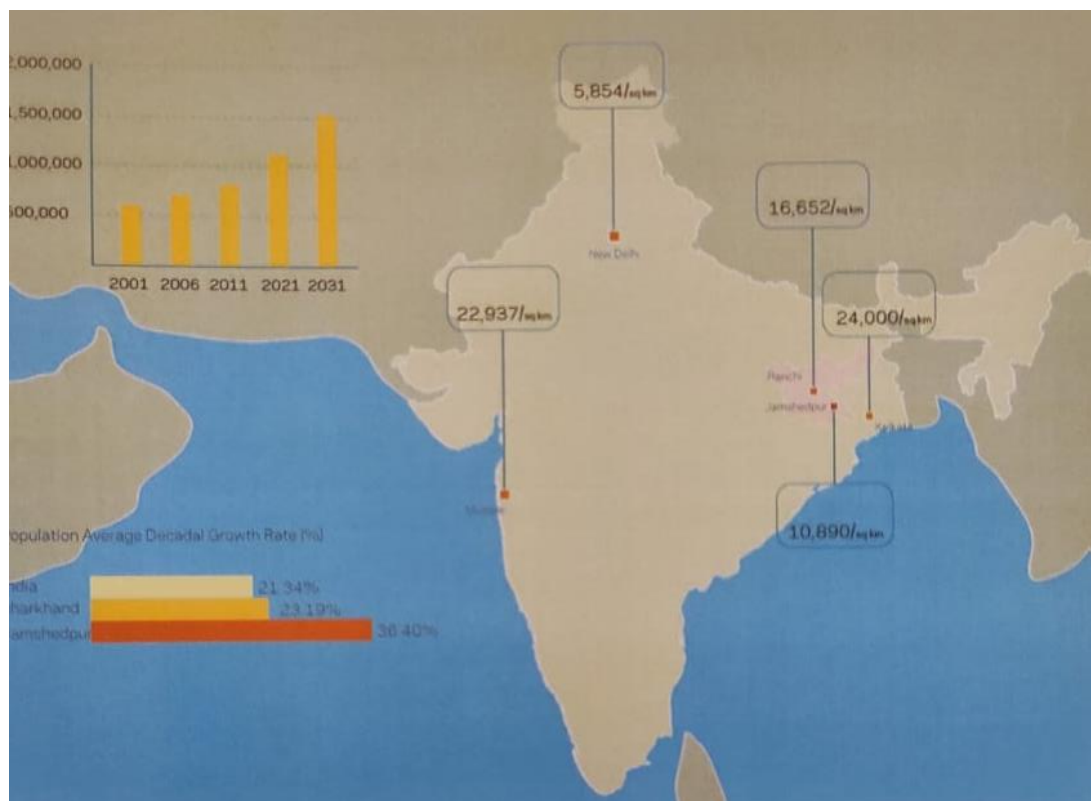 2,000,000
1,500,000
1,000,000
500,000
2001 2006 2011 2021 2031
5,854/sq km
New Delhi
16,652/sq km
22,937/sq km
24,000/sq km
Ranchi
Jamshedpur
Kolkata
Mumbai
10,890/sq km
Population Average Decadal Growth Rate (%)
India 21.34%
Jharkhand 23.19%
Jamshedpur 36.40%